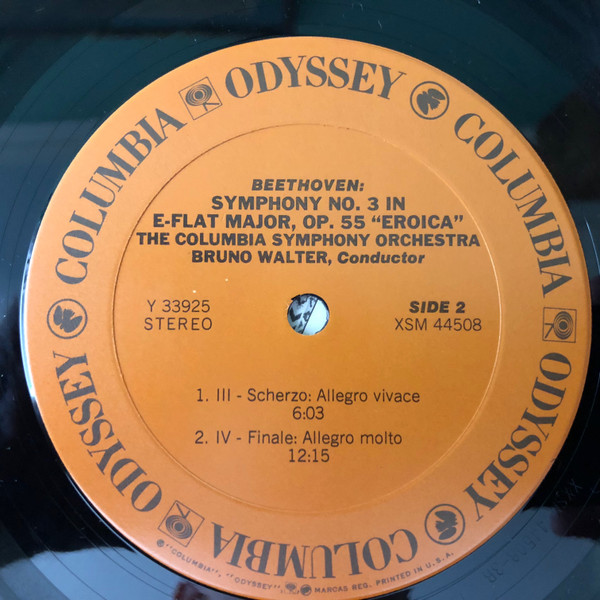 COLUMBIA ODYSSEY COLUMBIA ODYSSEY COLUMBIA ODYSSEY
BEETHOVEN:
SYMPHONY NO. 3 IN
E-FLAT MAJOR, OP. 55 “EROICA”
THE COLUMBIA SYMPHONY ORCHESTRA
BRUNO WALTER, Conductor
Y 33925
STEREO
SIDE 2
XSM 44508
1. III - Scherzo: Allegro vivace
6:03
2. IV - Finale: Allegro molto
12:15
"COLUMBIA", "ODYSSEY", MARCAS REG. PRINTED IN U.S.A.